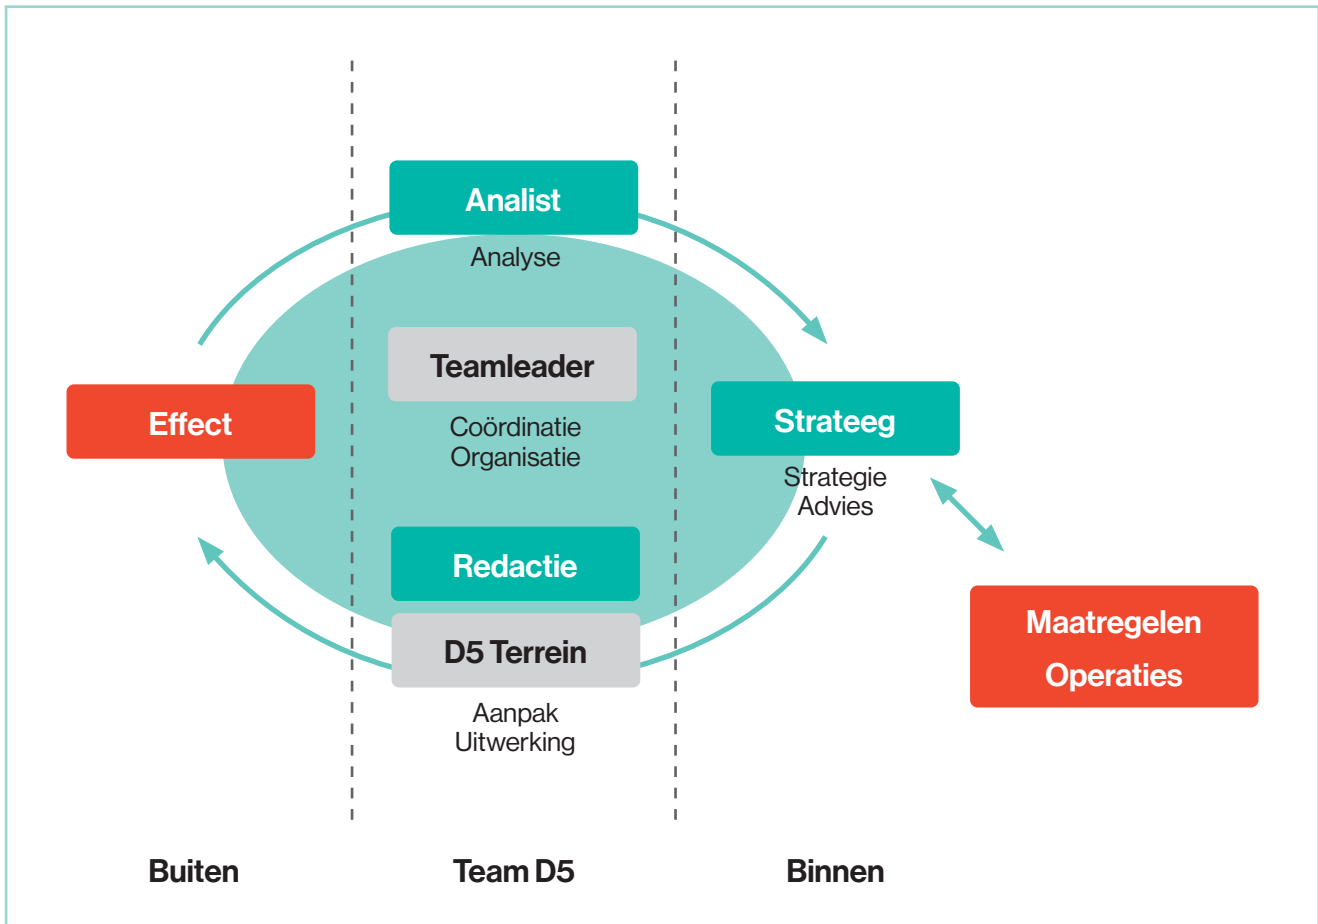 Analist
Analyse
Teamleader
Coördinatie
Organisatie
Effect
Strateeg
Strategie
Advies
Redactie
D5 Terrein
Aanpak
Uitwerking
Maatregelen
Operaties
Buiten
Team D5
Binnen